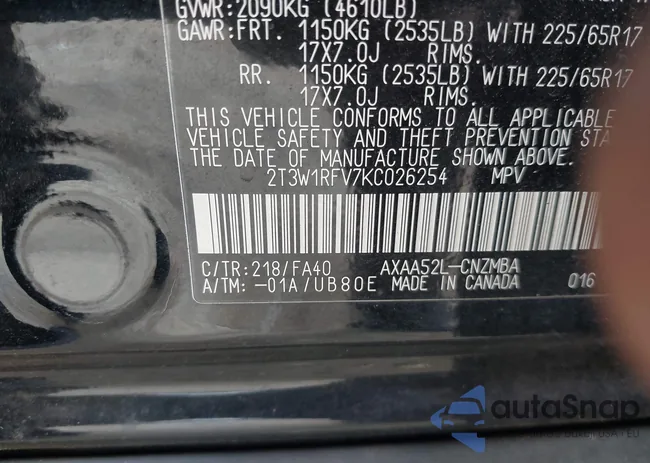 GVWR:2090KG (4610LB)
GAWR:FRT. 1150KG (2535LB) WITH 225/65R17
17X7.0J RIMS.
RR. 1150KG (2535LB) WITH 225/65R17
17X7.0J RIMS.
THIS VEHICLE CONFORMS TO ALL APPLICABLE
VEHICLE SAFETY AND THEFT PREVENTION STA
THE DATE OF MANUFACTURE SHOWN ABOVE.
2T3W1RFV7KC026254 MPV
C/TR:218/FA40 AXAA52L-CNZMBA
A/TM: -01A/UB80E MADE IN CANADA 016
autaSnap